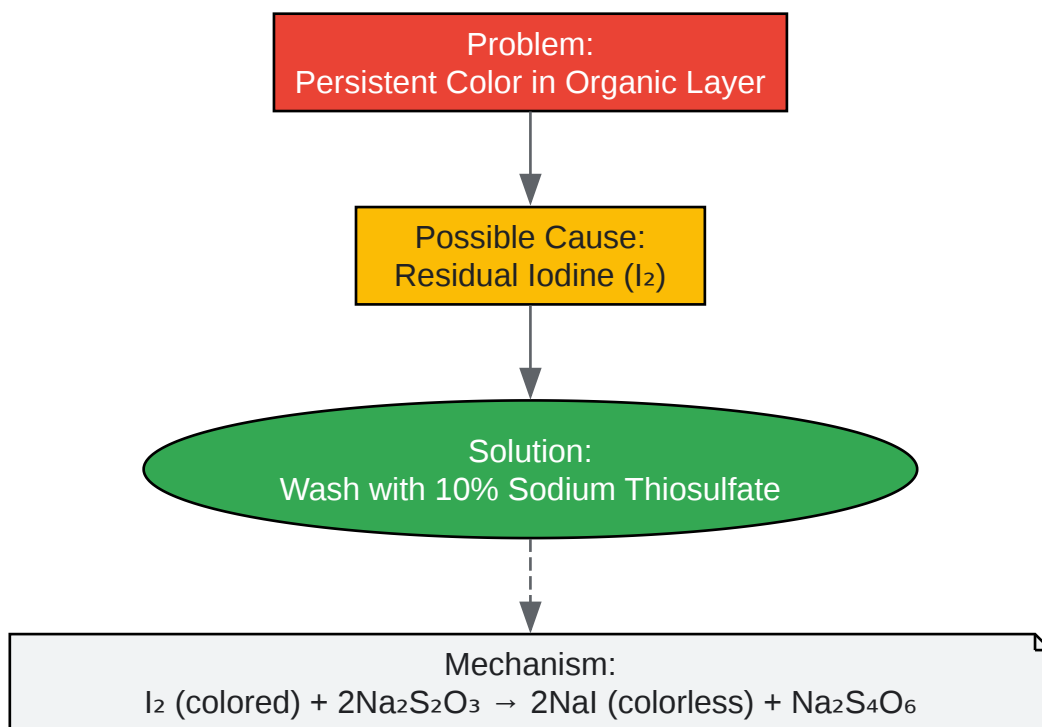 Problem:
Persistent Color in Organic Layer
Possible Cause:
Residual Iodine (I₂)
Solution:
Wash with 10% Sodium Thiosulfate
Mechanism:
I₂ (colored) + 2Na₂S₂O₃ → 2NaI (colorless) + Na₂S₄O₆